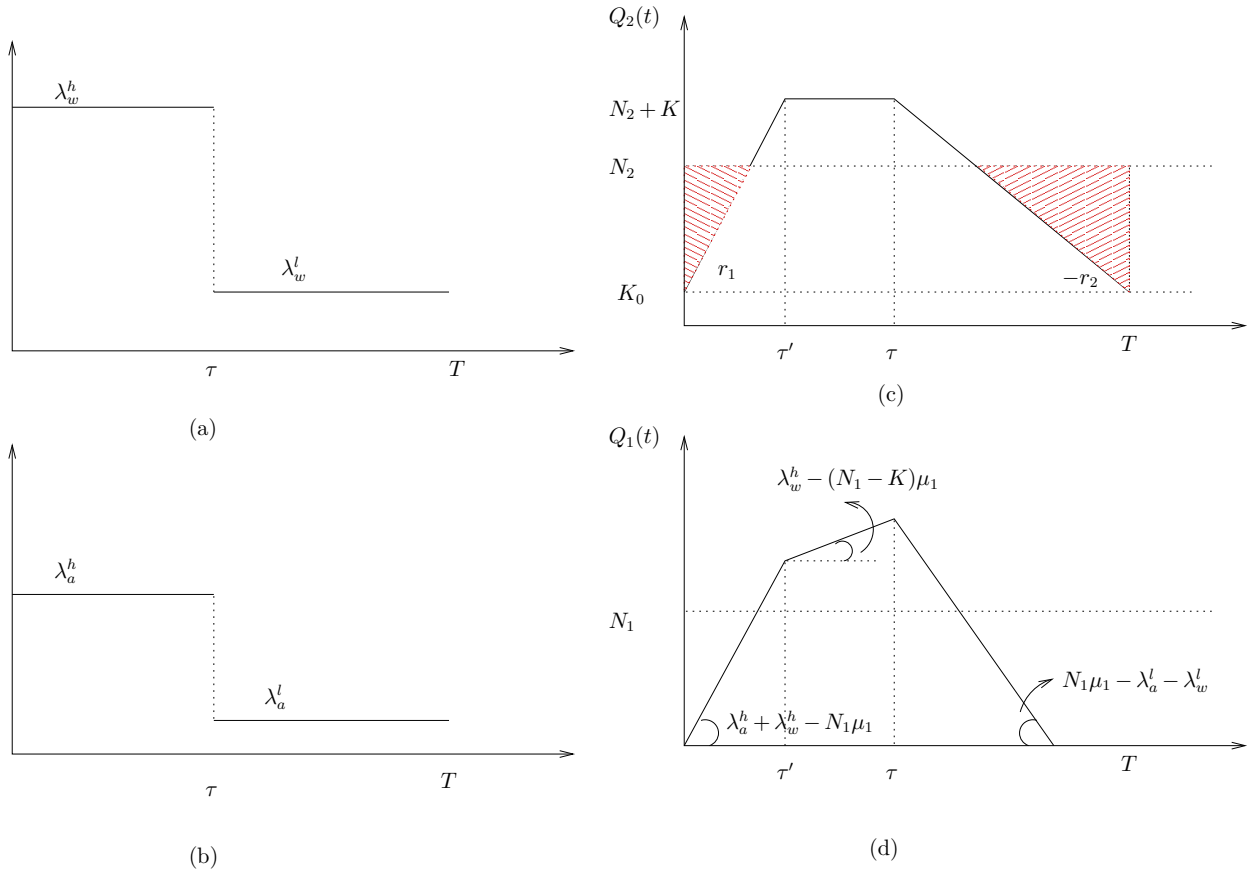 λ_w^h
λ_w^l
τ
T
(a)
λ_a^h
λ_a^l
τ
T
(b)
Q_2(t)
N_2 + K
N_2
K_0
r_1
−r_2
τ′
τ
T
(c)
Q_1(t)
λ_w^h − (N_1 − K)μ_1
N_1
N_1μ_1 − λ_a^l − λ_w^l
λ_a^h + λ_w^h − N_1μ_1
τ′
τ
T
(d)